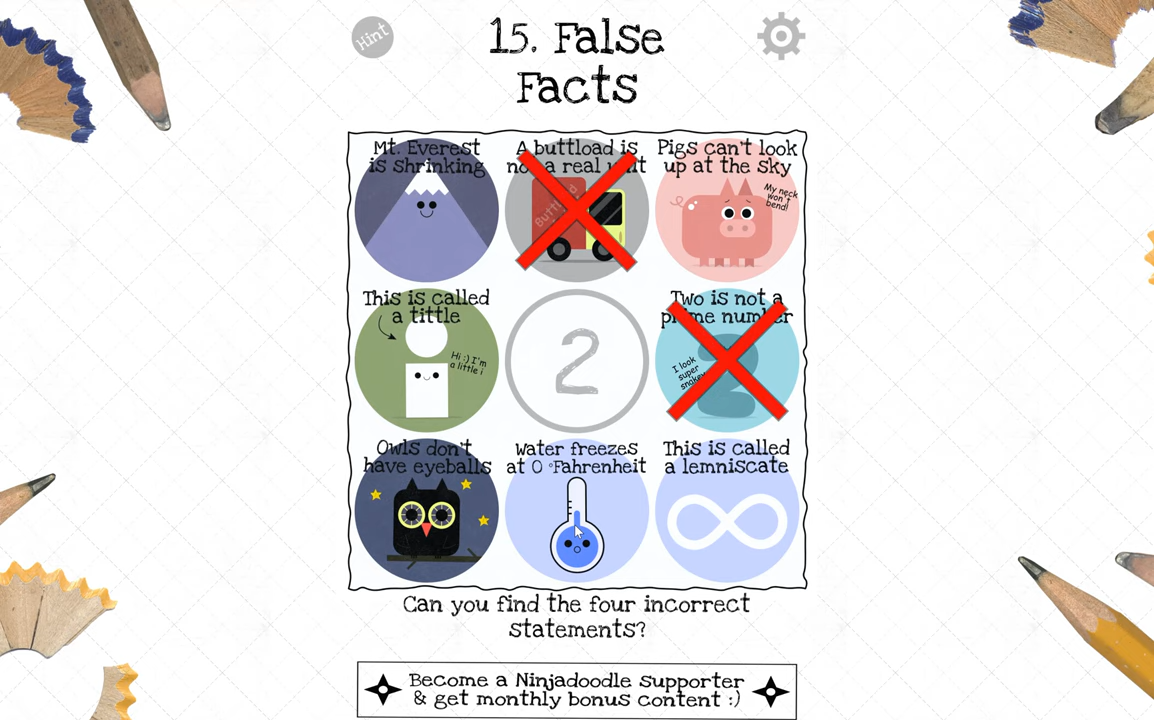 Hint
15. False
Facts
Mt. Everest
is shrinking
A buttload is
not a real unit
Buttload
Pigs can't look
up at the sky
My neck
won't
bend!
This is called
a tittle
Hi :) I'm
a little i
2
Two is not a
prime number
I look
super
snakey
2
Owls don't
have eyeballs
Water freezes
at 0 °Fahrenheit
This is called
a lemniscate
Can you find the four incorrect
statements?
Become a Ninjadoodle supporter
& get monthly bonus content :)